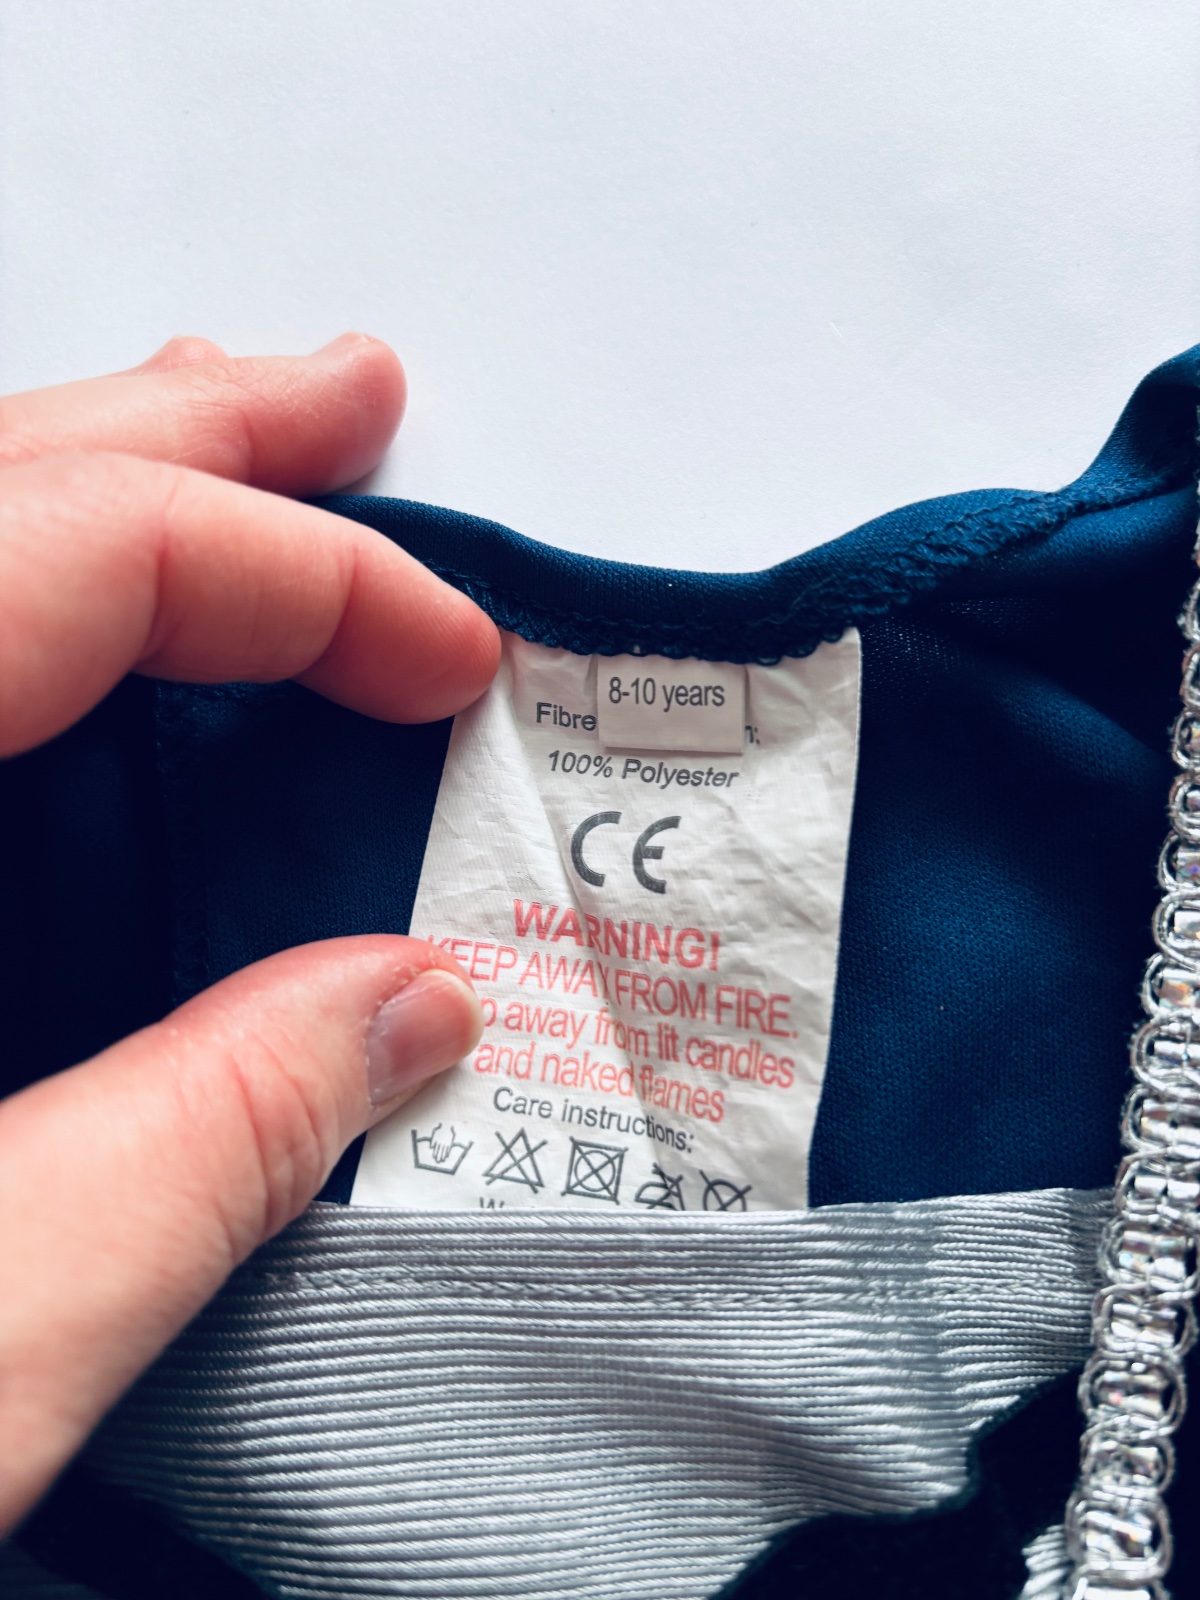 8-10 years
Fibre
100% Polyester
CE
WARNING!
KEEP AWAY FROM FIRE.
away from lit candles
and naked flames
Care instructions: